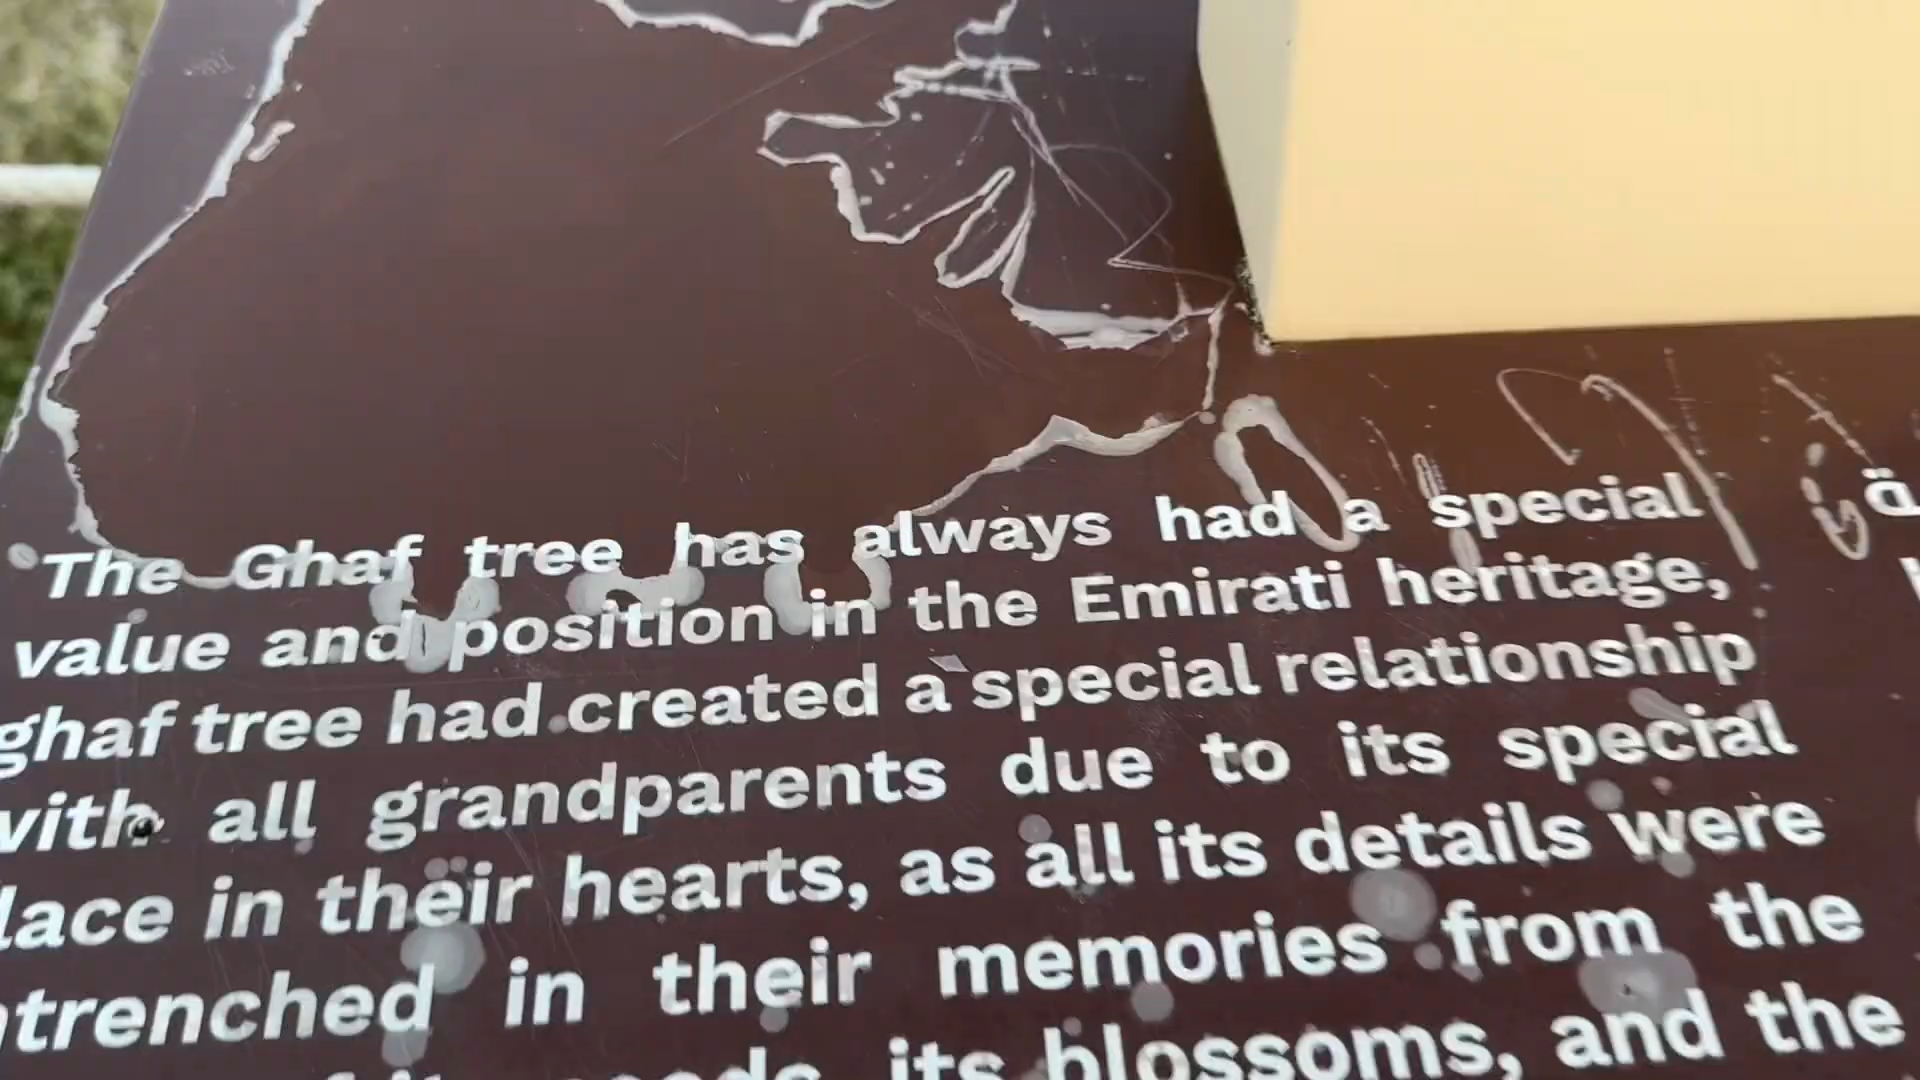 The Ghaf tree has always had a special
value and position in the Emirati heritage,
ghaf tree had created a special relationship
with all grandparents due to its special
lace in their hearts, as all its details were
ntrenched in their memories from the
its blossoms, and the